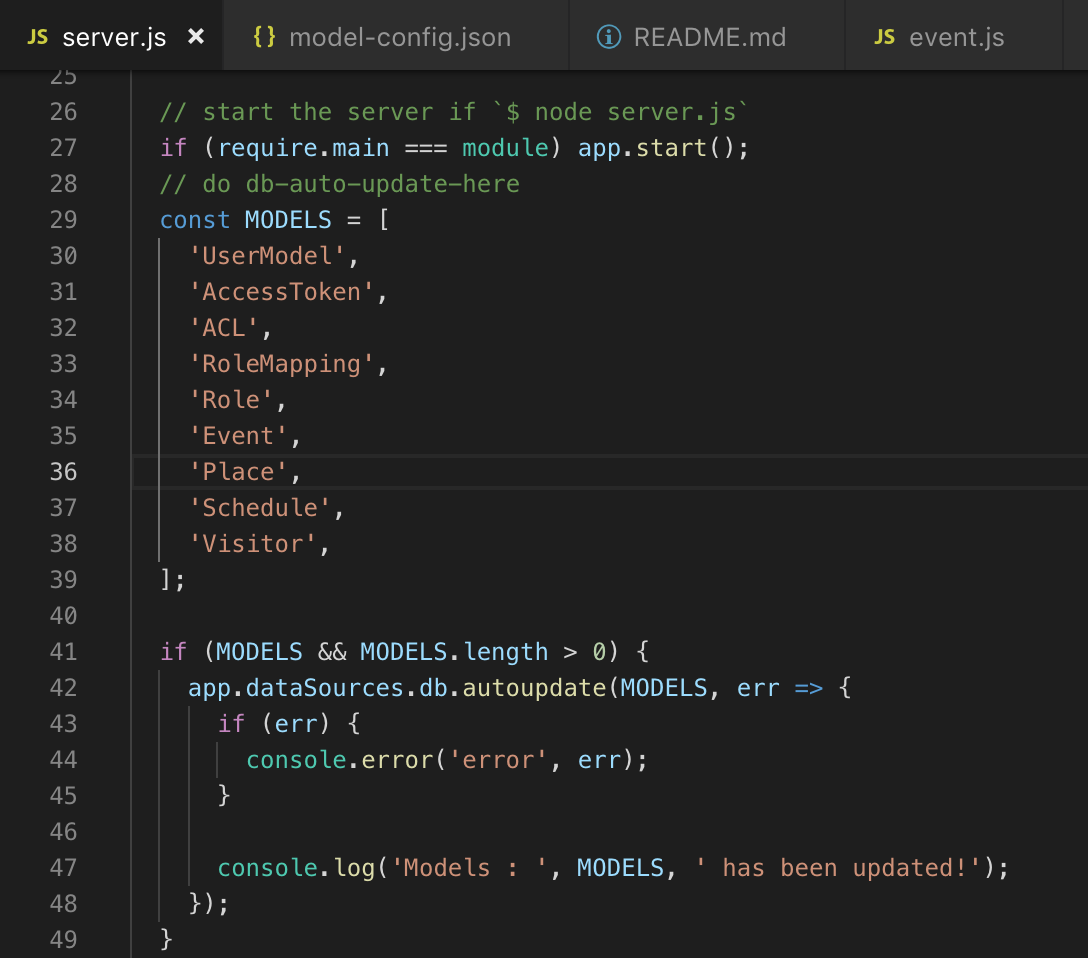 JS server.js × {} model-config.json README.md JS event.js
25
26 // start the server if `$ node server.js`
27 if (require.main === module) app.start();
28 // do db-auto-update-here
29 const MODELS = [
30 'UserModel',
31 'AccessToken',
32 'ACL',
33 'RoleMapping',
34 'Role',
35 'Event',
36 'Place',
37 'Schedule',
38 'Visitor',
39 ];
40
41 if (MODELS && MODELS.length > 0) {
42 app.dataSources.db.autoupdate(MODELS, err => {
43 if (err) {
44 console.error('error', err);
45 }
46
47 console.log('Models : ', MODELS, ' has been updated!');
48 });
49 }